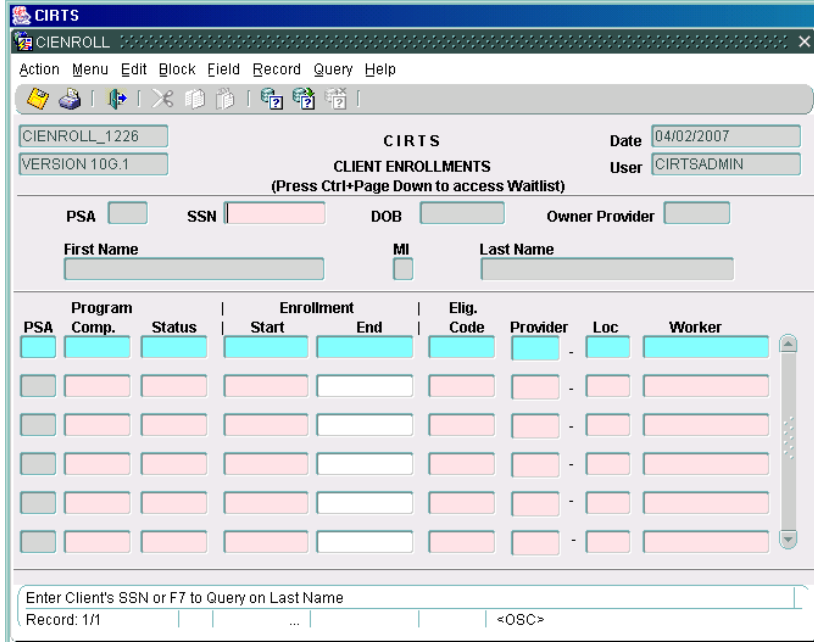 CIRTS
CIENROLL
Action Menu Edit Block Field Record Query Help
CIENROLL_1226 CIRTS Date 04/02/2007
VERSION 10G.1 CLIENT ENROLLMENTS User CIRTSADMIN
(Press Ctrl+Page Down to access Waitlist)
PSA SSN DOB Owner Provider
First Name MI Last Name
Program | Enrollment | Elig.
PSA Comp. Status | Start End | Code Provider Loc Worker
-
-
-
-
-
-
Enter Client's SSN or F7 to Query on Last Name
Record: 1/1 ... <OSC>